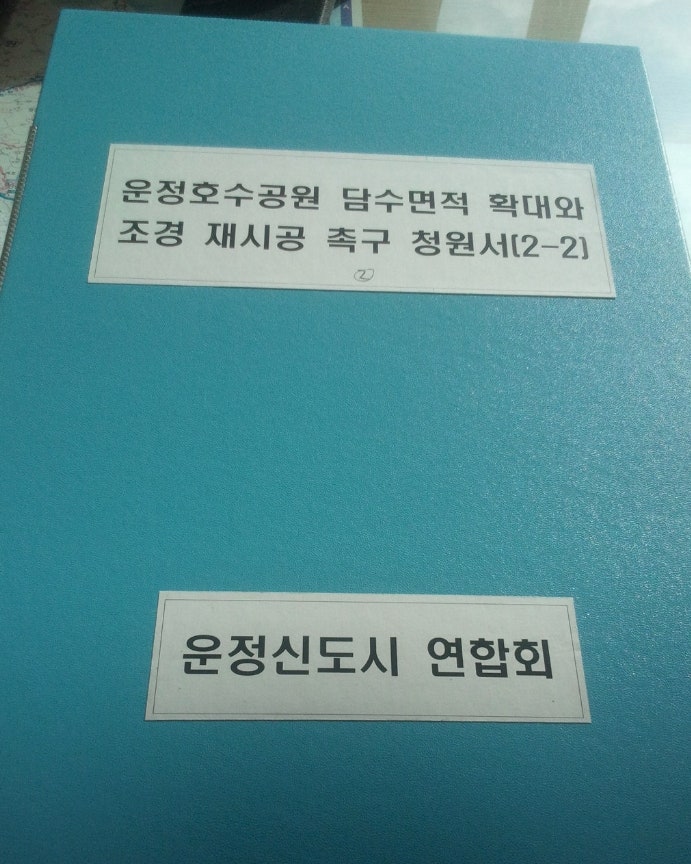 운정호수공원 담수면적 확대와
조경 재시공 촉구 청원서(2-2)
②
운정신도시 연합회